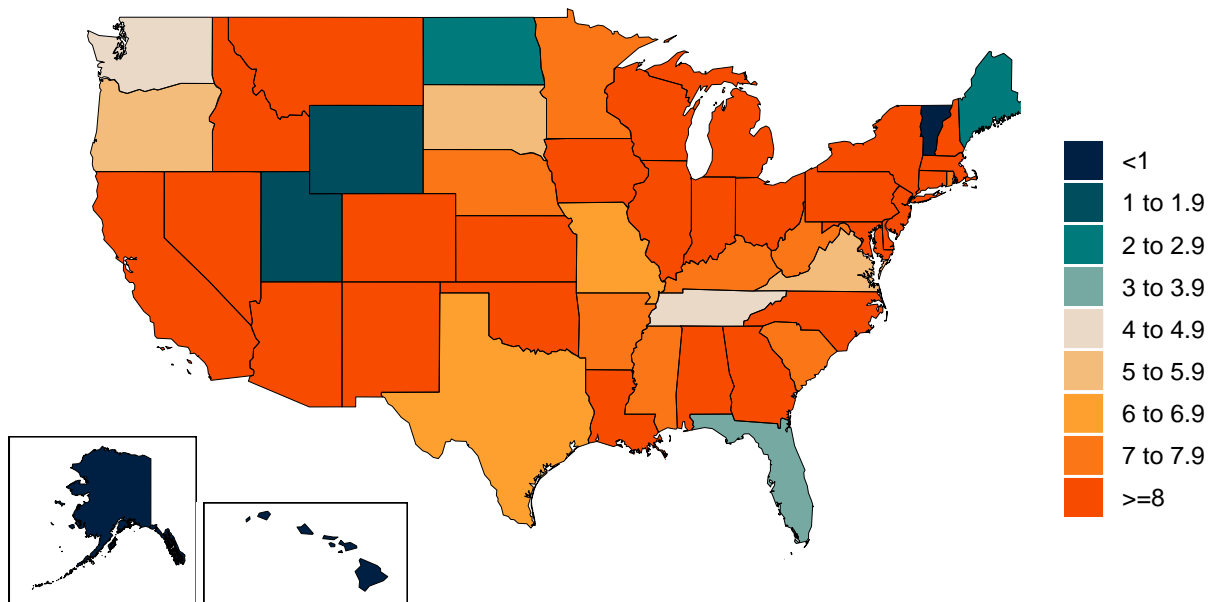 <1
1 to 1.9
2 to 2.9
3 to 3.9
4 to 4.9
5 to 5.9
6 to 6.9
7 to 7.9
>=8